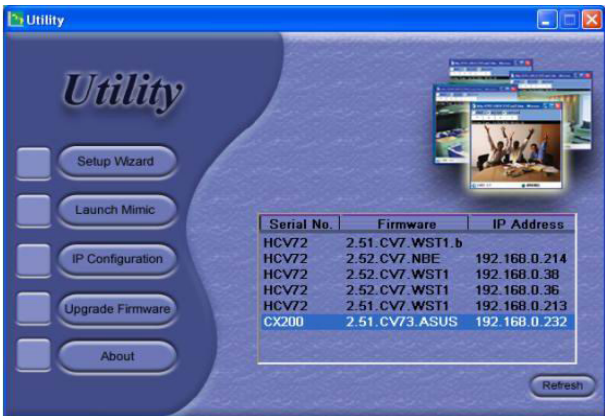 Utility
Utility
Setup Wizard
Launch Mimic
IP Configuration
Upgrade Firmware
About
Serial No. Firmware IP Address
HCV72 2.51.CV7.WST1.b
HCV72 2.52.CV7.NBE 192.168.0.214
HCV72 2.52.CV7.WST1 192.168.0.38
HCV72 2.52.CV7.WST1 192.168.0.36
HCV72 2.51.CV7.WST1 192.168.0.213
CX200 2.51.CV73.ASUS 192.168.0.232
Refresh